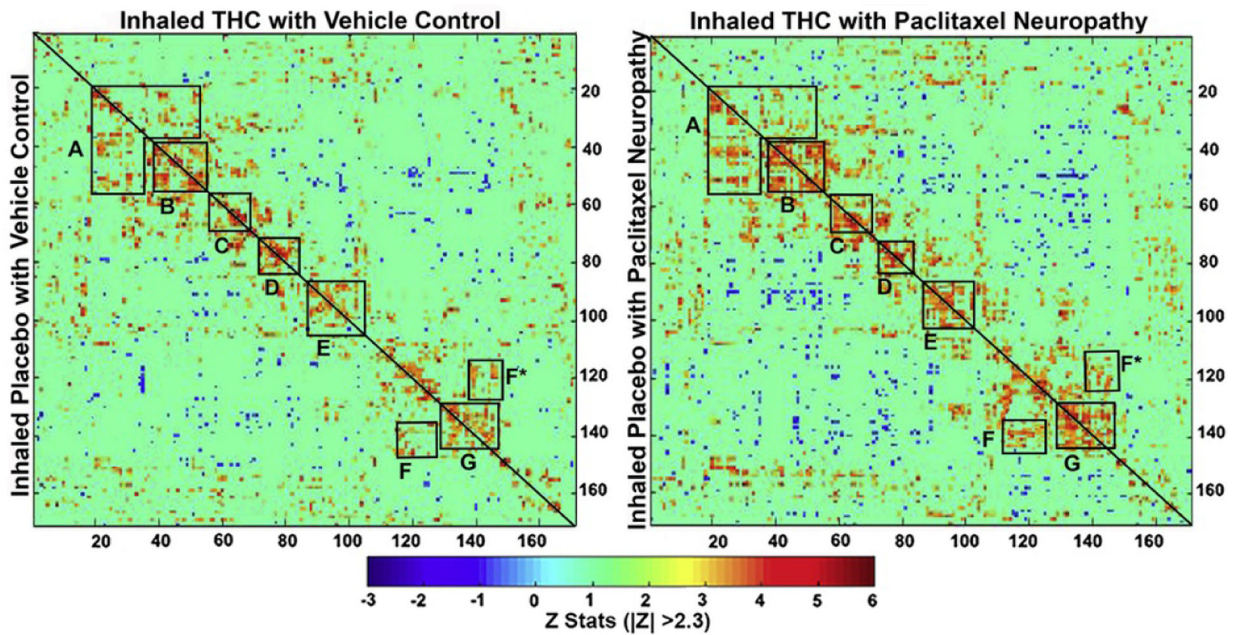 Inhaled THC with Vehicle Control
Inhaled Placebo with Vehicle Control
A
B
C
D
E
F
F*
G
20
40
60
80
100
120
140
160
20 40 60 80 100 120 140 160
Inhaled THC with Paclitaxel Neuropathy
Inhaled Placebo with Paclitaxel Neuropathy
A
B
C
D
E
F
F*
G
20
40
60
80
100
120
140
160
20 40 60 80 100 120 140 160
-3 -2 -1 0 1 2 3 4 5 6
Z Stats (|Z| >2.3)